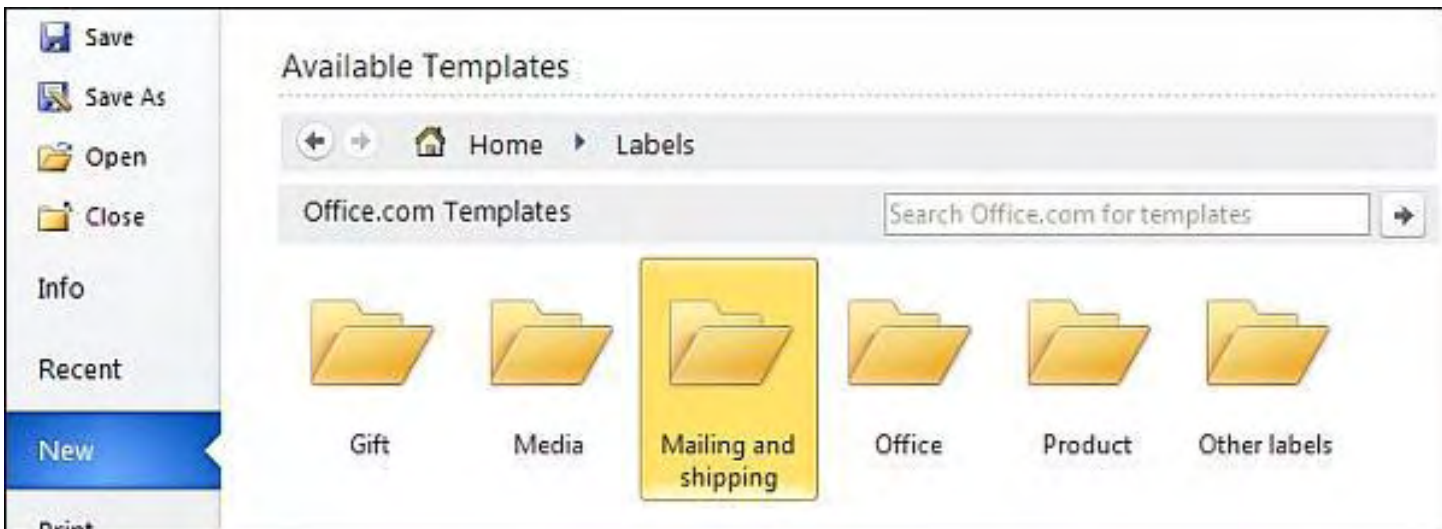 Save
Save As
Open
Close
Info
Recent
New
Print
Available Templates
Home Labels
Office.com Templates
Search Office.com for templates
Gift
Media
Mailing and
shipping
Office
Product
Other labels